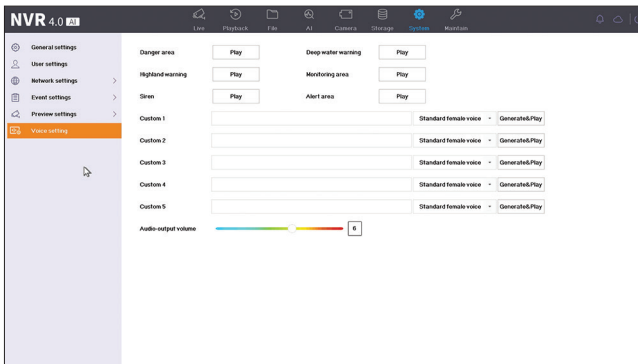 NVR 4.0 AI
Live Playback File AI Camera Storage System Maintain
General settings
User settings
Network settings
Event settings
Preview settings
Voice setting
Danger area Play Deep water warning Play
Highland warning Play Monitoring area Play
Siren Play Alert area Play
Custom 1 Standard female voice Generate&Play
Custom 2 Standard female voice Generate&Play
Custom 3 Standard female voice Generate&Play
Custom 4 Standard female voice Generate&Play
Custom 5 Standard female voice Generate&Play
Audio-output volume 6